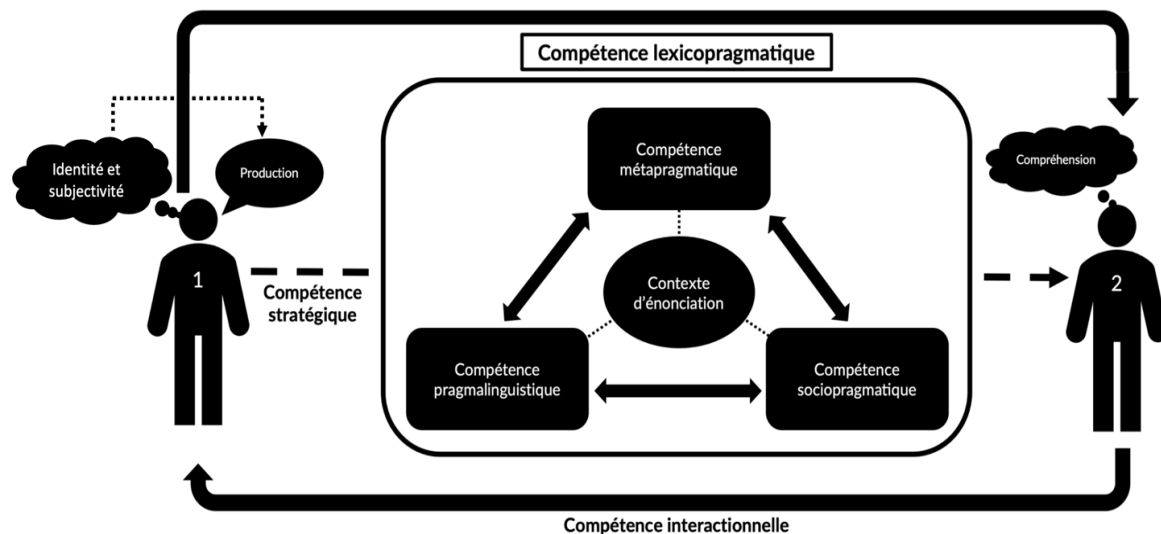 Compétence lexicopragmatique
Identité et
subjectivité
Production
Compétence
métapragmatique
Compréhension
1
Compétence
stratégique
Contexte
d'énonciation
2
Compétence
pragmalinguistique
Compétence
sociopragmatique
Compétence interactionnelle